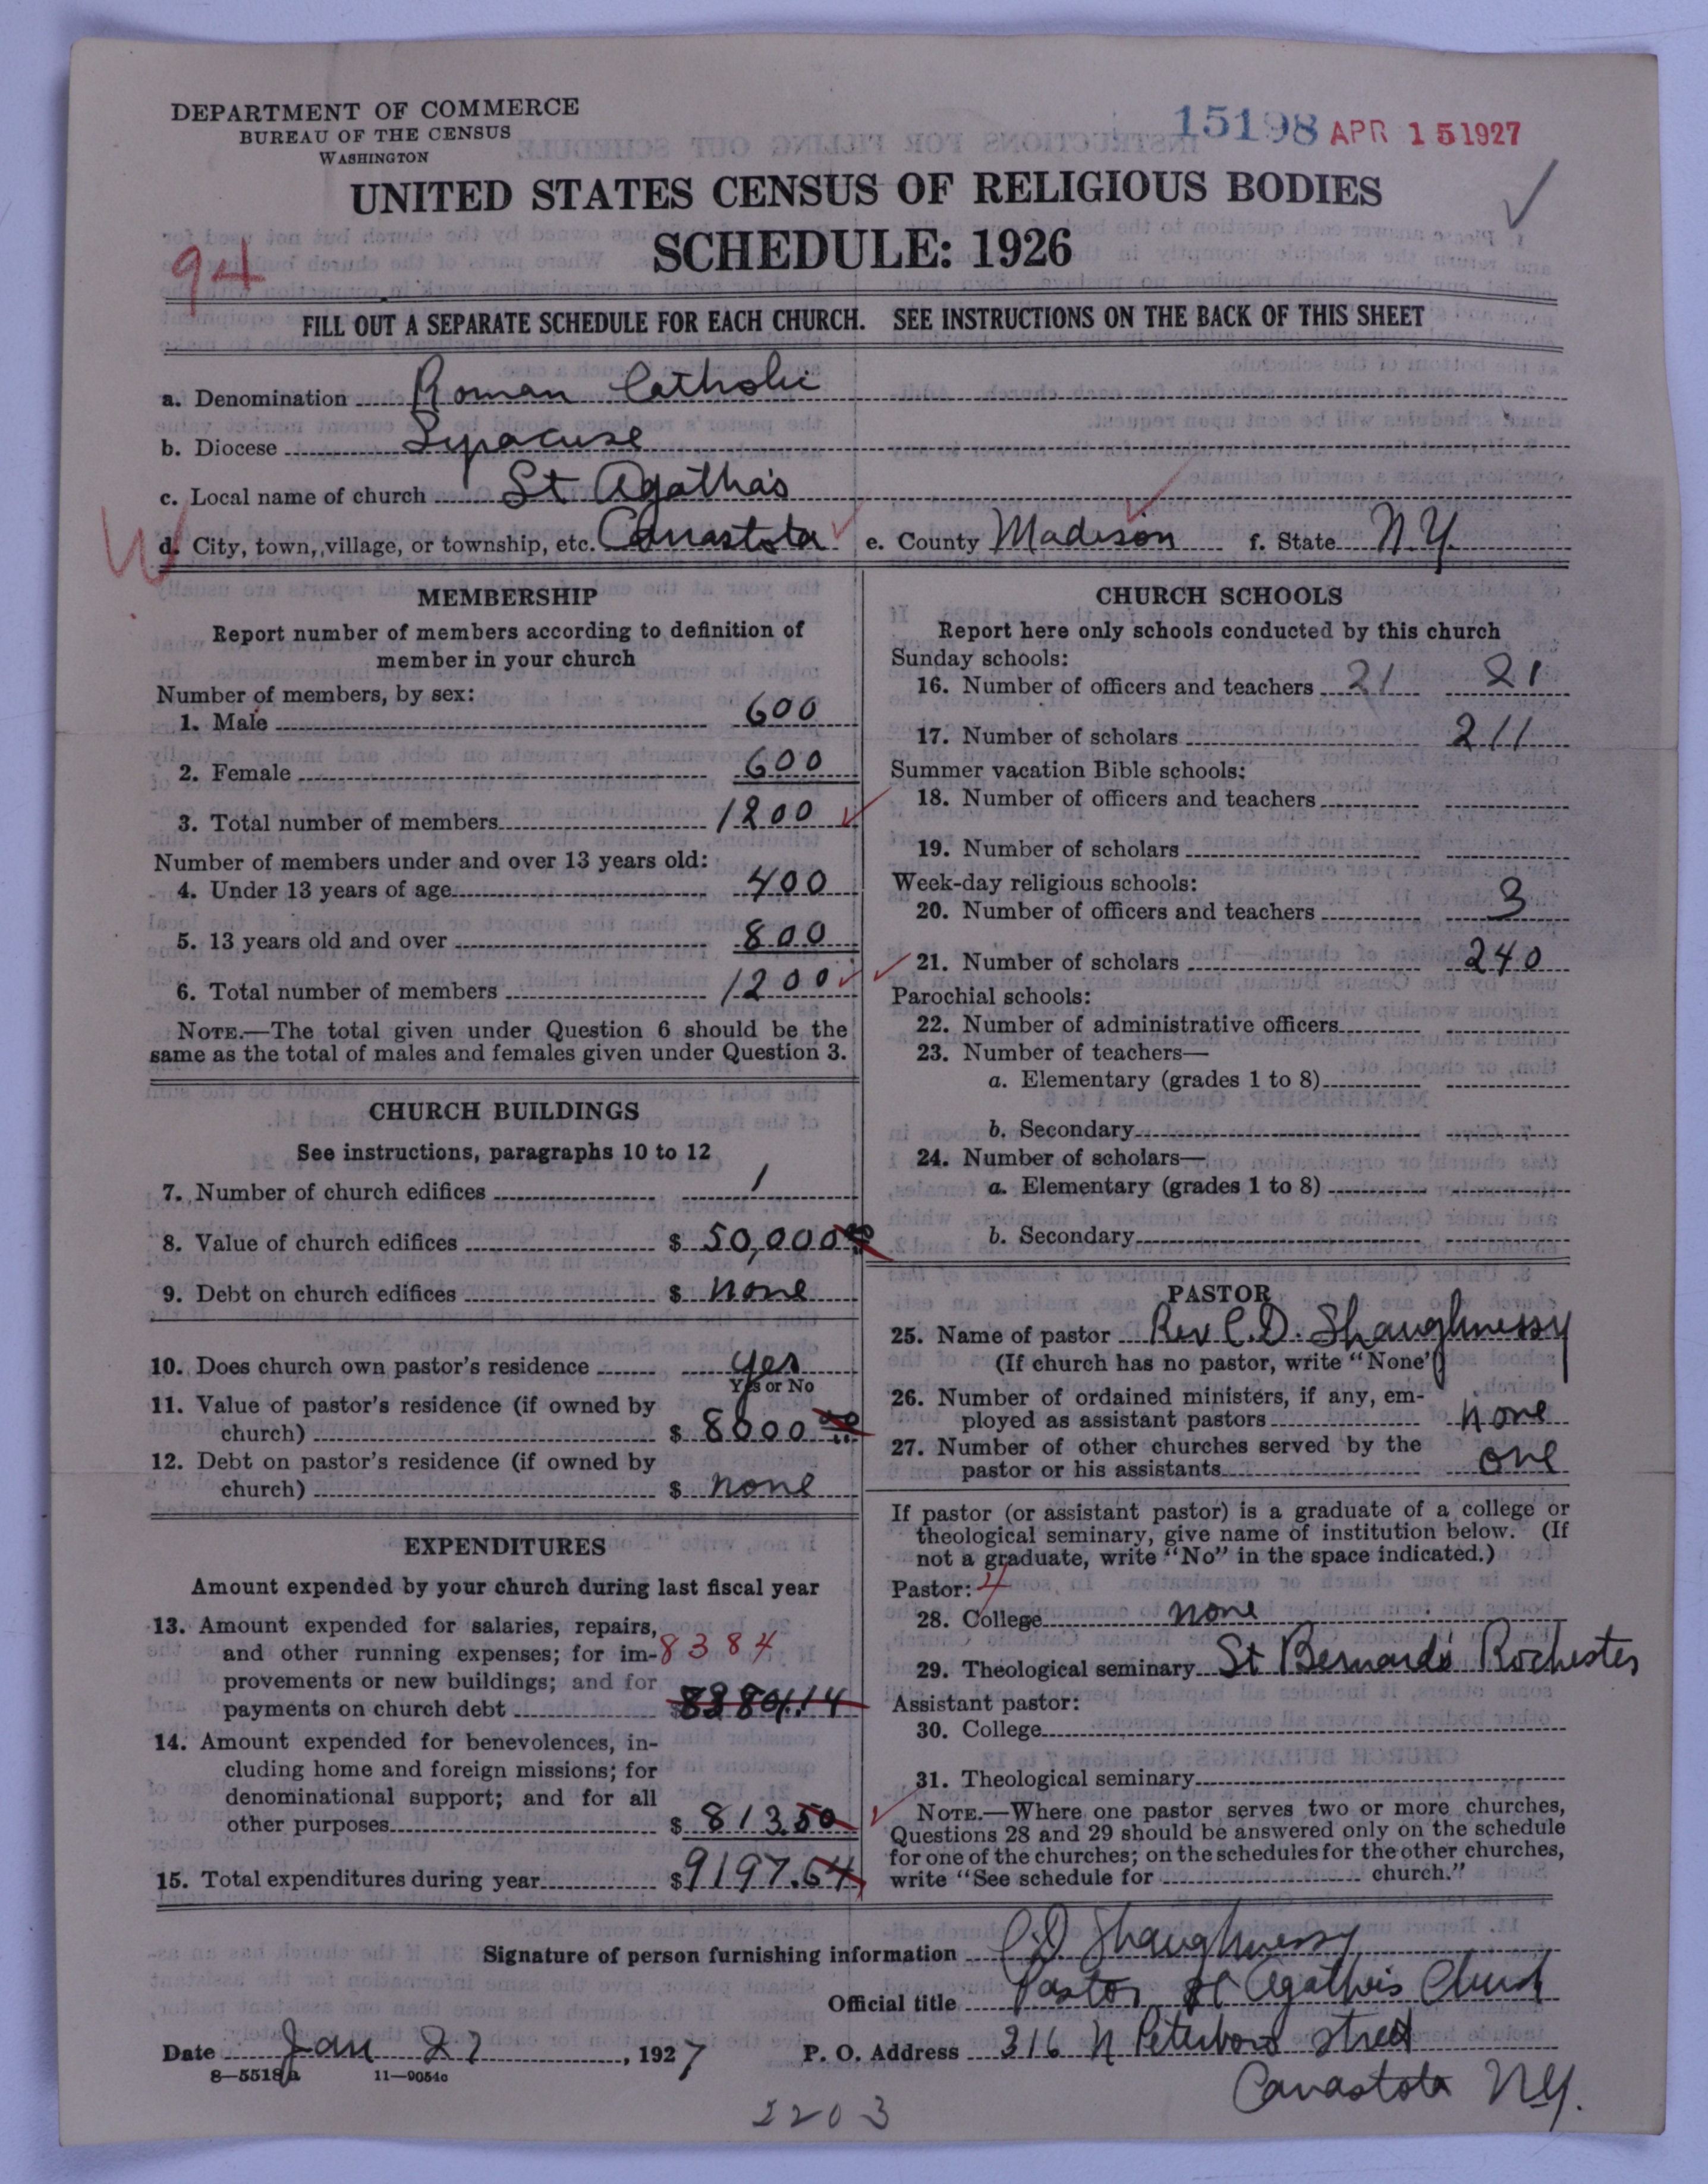 DEPARTMENT OF COMMERCE
BUREAU OF THE CENSUS
WASHINGTON
15198 APR 15 1927
UNITED STATES CENSUS OF RELIGIOUS BODIES
SCHEDULE: 1926
94
FILL OUT A SEPARATE SCHEDULE FOR EACH CHURCH. SEE INSTRUCTIONS ON THE BACK OF THIS SHEET
a. Denomination Roman Catholic
b. Diocese Syracuse
c. Local name of church St Agatha's
W
d. City, town, village, or township, etc. Canastota e. County Madison f. State N.Y.
MEMBERSHIP
Report number of members according to definition of
member in your church
Number of members, by sex:
1. Male 600
2. Female 600
3. Total number of members 1200
Number of members under and over 13 years old:
4. Under 13 years of age 400
5. 13 years old and over 800
6. Total number of members 1200
NOTE.—The total given under Question 6 should be the
same as the total of males and females given under Question 3.
CHURCH BUILDINGS
See instructions, paragraphs 10 to 12
7. Number of church edifices 1
8. Value of church edifices $ 50,000 00
9. Debt on church edifices $ none
10. Does church own pastor's residence yes
Yes or No
11. Value of pastor's residence (if owned by
church) $ 8000 00
12. Debt on pastor's residence (if owned by
church) $ none
EXPENDITURES
Amount expended by your church during last fiscal year
13. Amount expended for salaries, repairs,
and other running expenses; for im- 8384
provements or new buildings; and for
payments on church debt 8384.14
14. Amount expended for benevolences, in-
cluding home and foreign missions; for
denominational support; and for all
other purposes $ 813.50
15. Total expenditures during year $ 9197.64
CHURCH SCHOOLS
Report here only schools conducted by this church
Sunday schools:
16. Number of officers and teachers 21 21
17. Number of scholars 211
Summer vacation Bible schools:
18. Number of officers and teachers
19. Number of scholars
Week-day religious schools:
20. Number of officers and teachers 3
21. Number of scholars 240
Parochial schools:
22. Number of administrative officers
23. Number of teachers—
a. Elementary (grades 1 to 8)
b. Secondary
24. Number of scholars—
a. Elementary (grades 1 to 8)
b. Secondary
PASTOR
25. Name of pastor Rev C.D. Shaughnessy
(If church has no pastor, write "None")
26. Number of ordained ministers, if any, em-
ployed as assistant pastors none
27. Number of other churches served by the
pastor or his assistants one
If pastor (or assistant pastor) is a graduate of a college or
theological seminary, give name of institution below. (If
not a graduate, write "No" in the space indicated.)
Pastor: 4
28. College none
29. Theological seminary St Bernard's Rochester
Assistant pastor:
30. College
31. Theological seminary
NOTE.—Where one pastor serves two or more churches,
Questions 28 and 29 should be answered only on the schedule
for one of the churches; on the schedules for the other churches,
write "See schedule for church."
Signature of person furnishing information C.D. Shaughnessy
Official title Pastor St Agatha's Church
Date Jan 27, 1927 P. O. Address 316 N Peterboro Street
8—5518a 11—9054c
Canastota N.Y.
2203